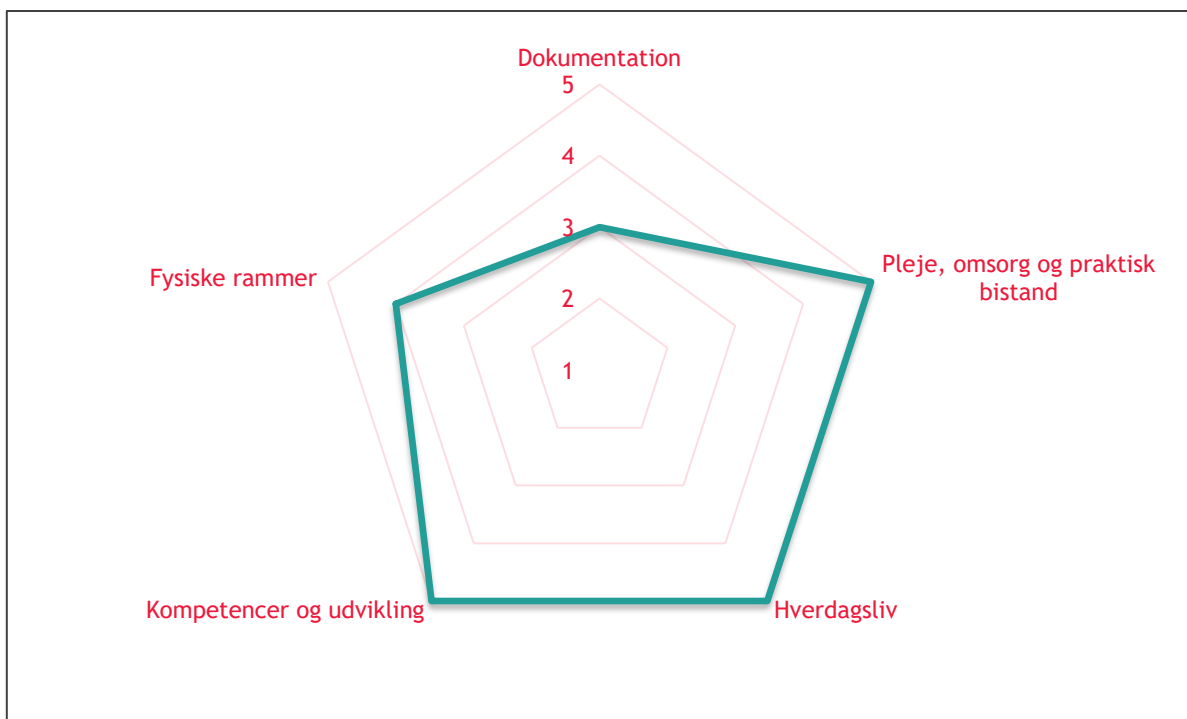 Dokumentation
5
4
3
2
1
Pleje, omsorg og praktisk
bistand
Hverdagsliv
Kompetencer og udvikling
Fysiske rammer